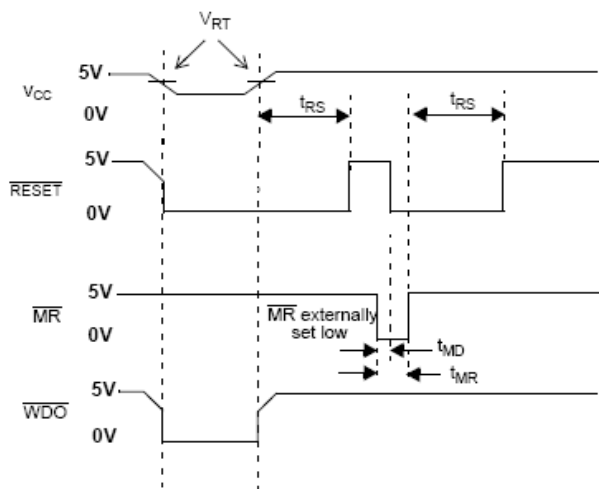 VRT
5V
VCC
0V
tRS
tRS
5V
RESET
0V
5V
MR
0V
MR externally
set low
tMD
tMR
5V
WDO
0V